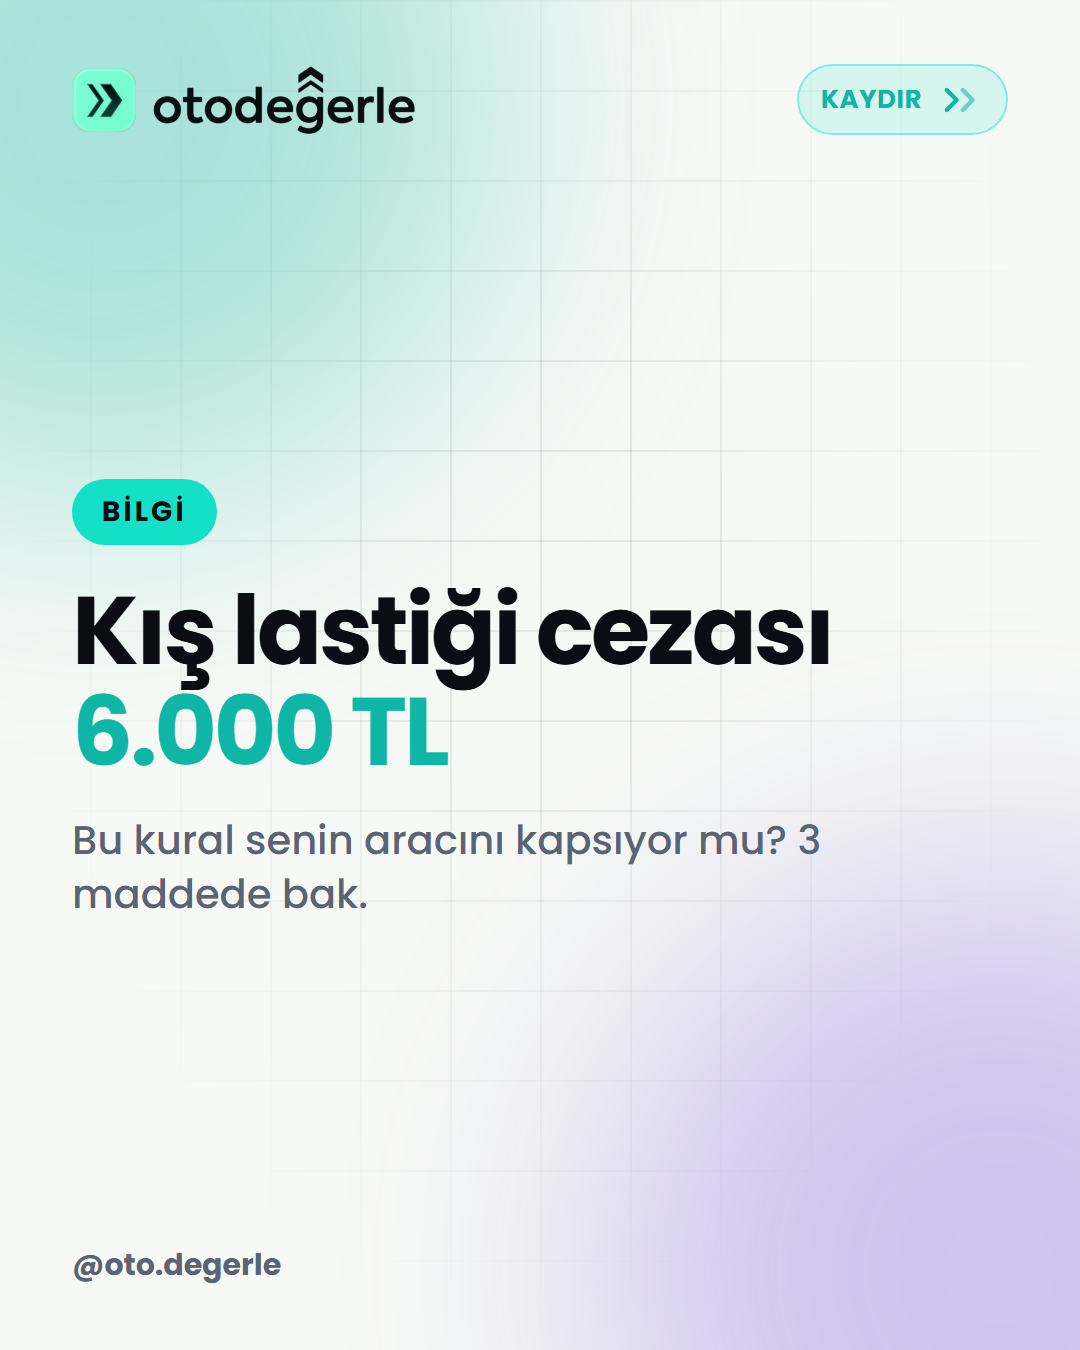 otodeğerle
KAYDIR
BİLGİ
Kış lastiği cezası
6.000 TL
Bu kural senin aracını kapsıyor mu? 3
maddede bak.
@oto.degerle